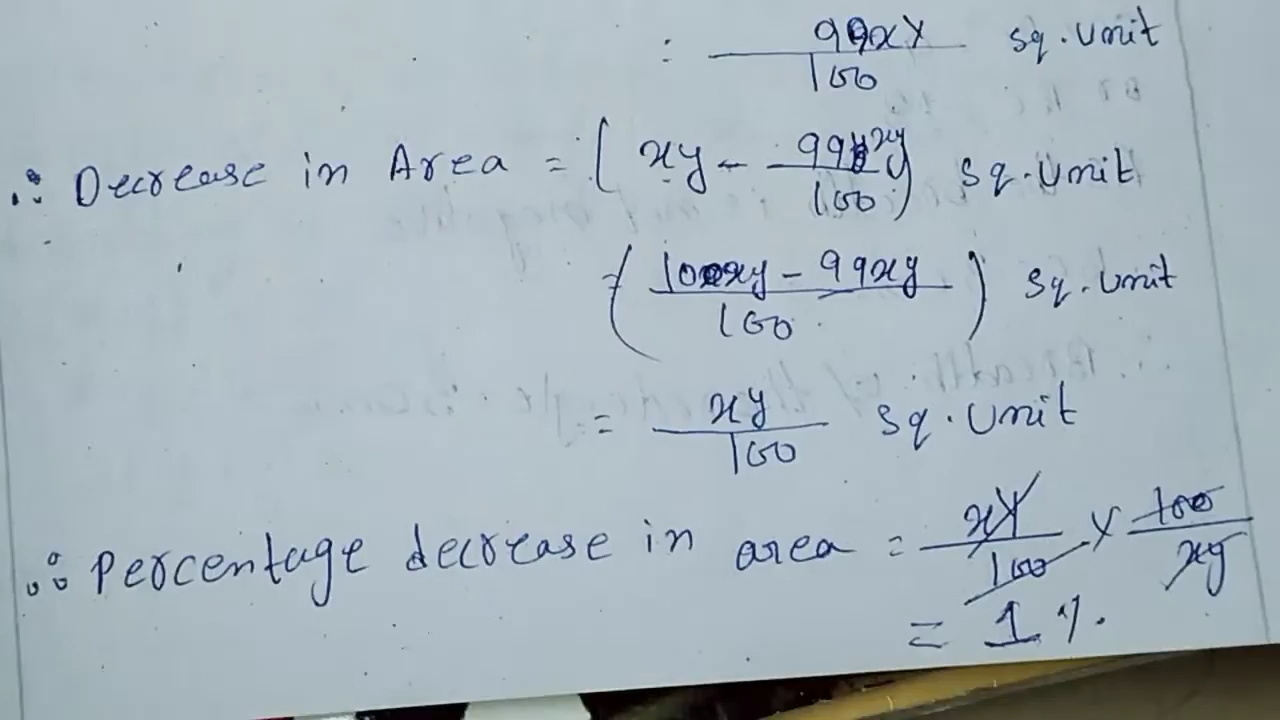 : 99xy/100 sq. unit
∴ Decrease in Area = (xy - 99xy/100) sq. unit
(100xy - 99xy/100) sq. unit
= xy/100 sq. unit
∴ Percentage decrease in area = xy/100 × 100/xy
= 1 %.